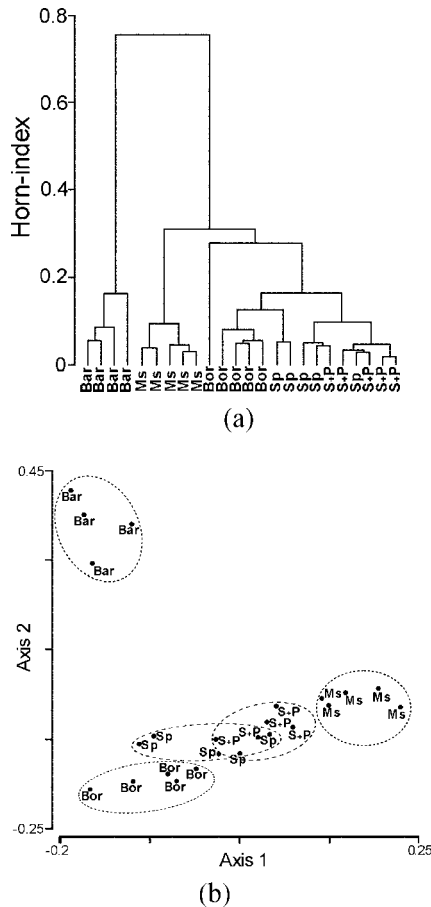 0.8
0.6
0.4
0.2
0
Horn-index
Bar Bar Bar Bar Ms Ms Ms Ms Ms Bor Bor Bor Bor Bor Sp Sp Sp Sp S+P S+P Sp S+P S+P S+P
(a)
0.45
Bar
Bar
Bar
Bar
Axis 2
Ms
Ms
Ms
Ms
Ms
S+P
S+P
S+P
S+P
Sp
Sp
Sp
Sp
Sp
Bor
Bor
Bor
Bor
Bor
-0.25
-0.2
Axis 1
0.25
(b)